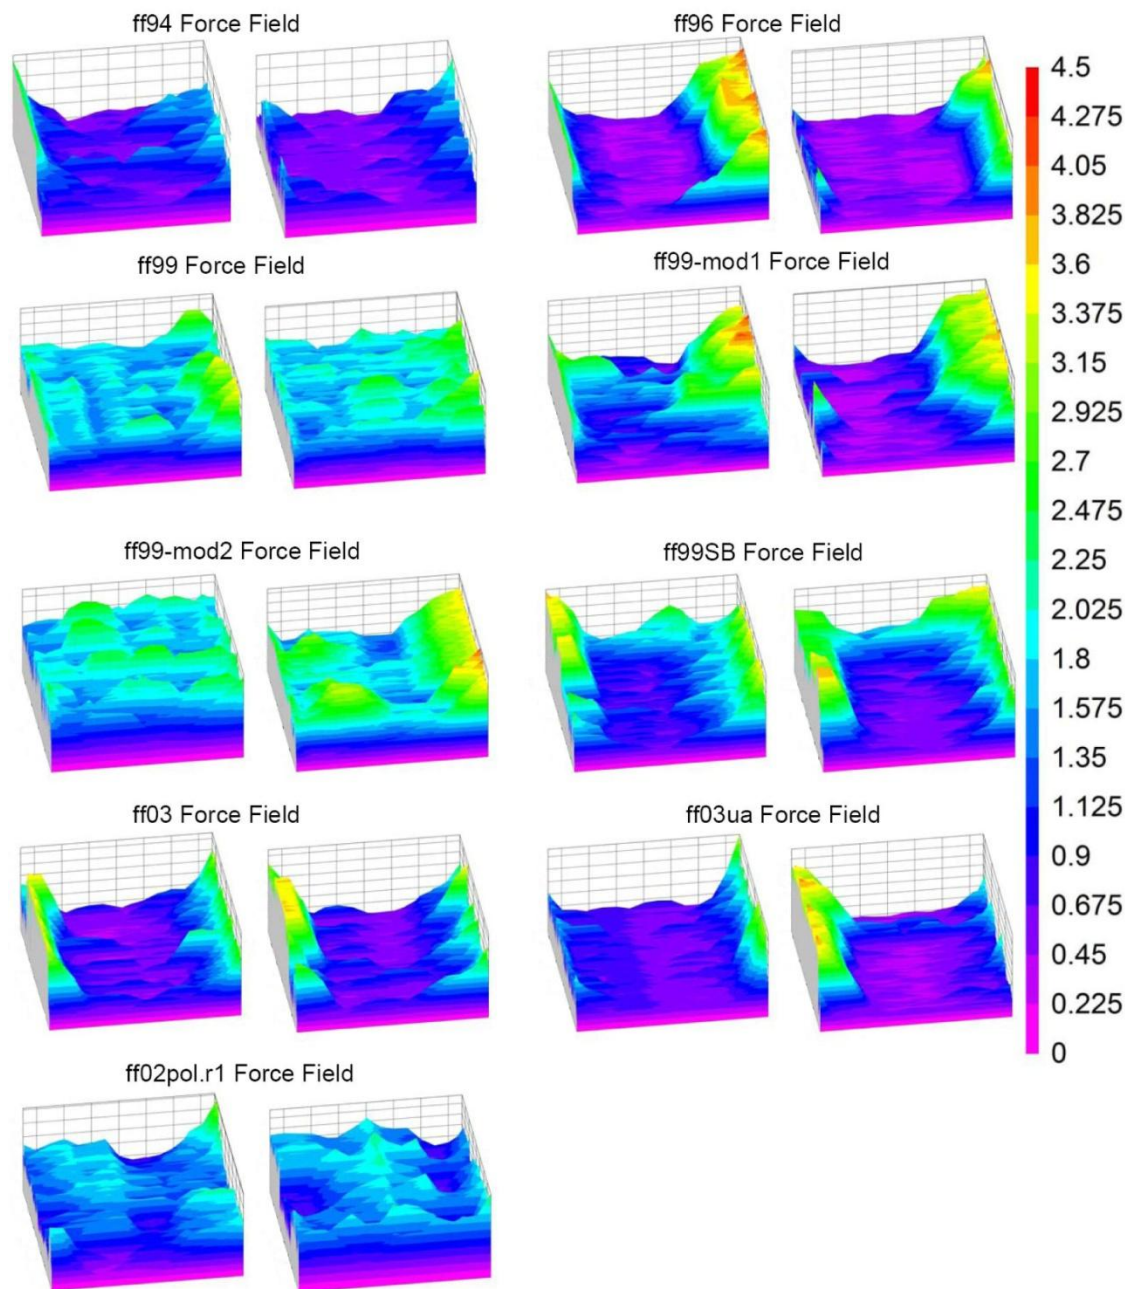 ff94 Force Field
ff96 Force Field
ff99 Force Field
ff99-mod1 Force Field
ff99-mod2 Force Field
ff99SB Force Field
ff03 Force Field
ff03ua Force Field
ff02pol.r1 Force Field
4.5
4.275
4.05
3.825
3.6
3.375
3.15
2.925
2.7
2.475
2.25
2.025
1.8
1.575
1.35
1.125
0.9
0.675
0.45
0.225
0